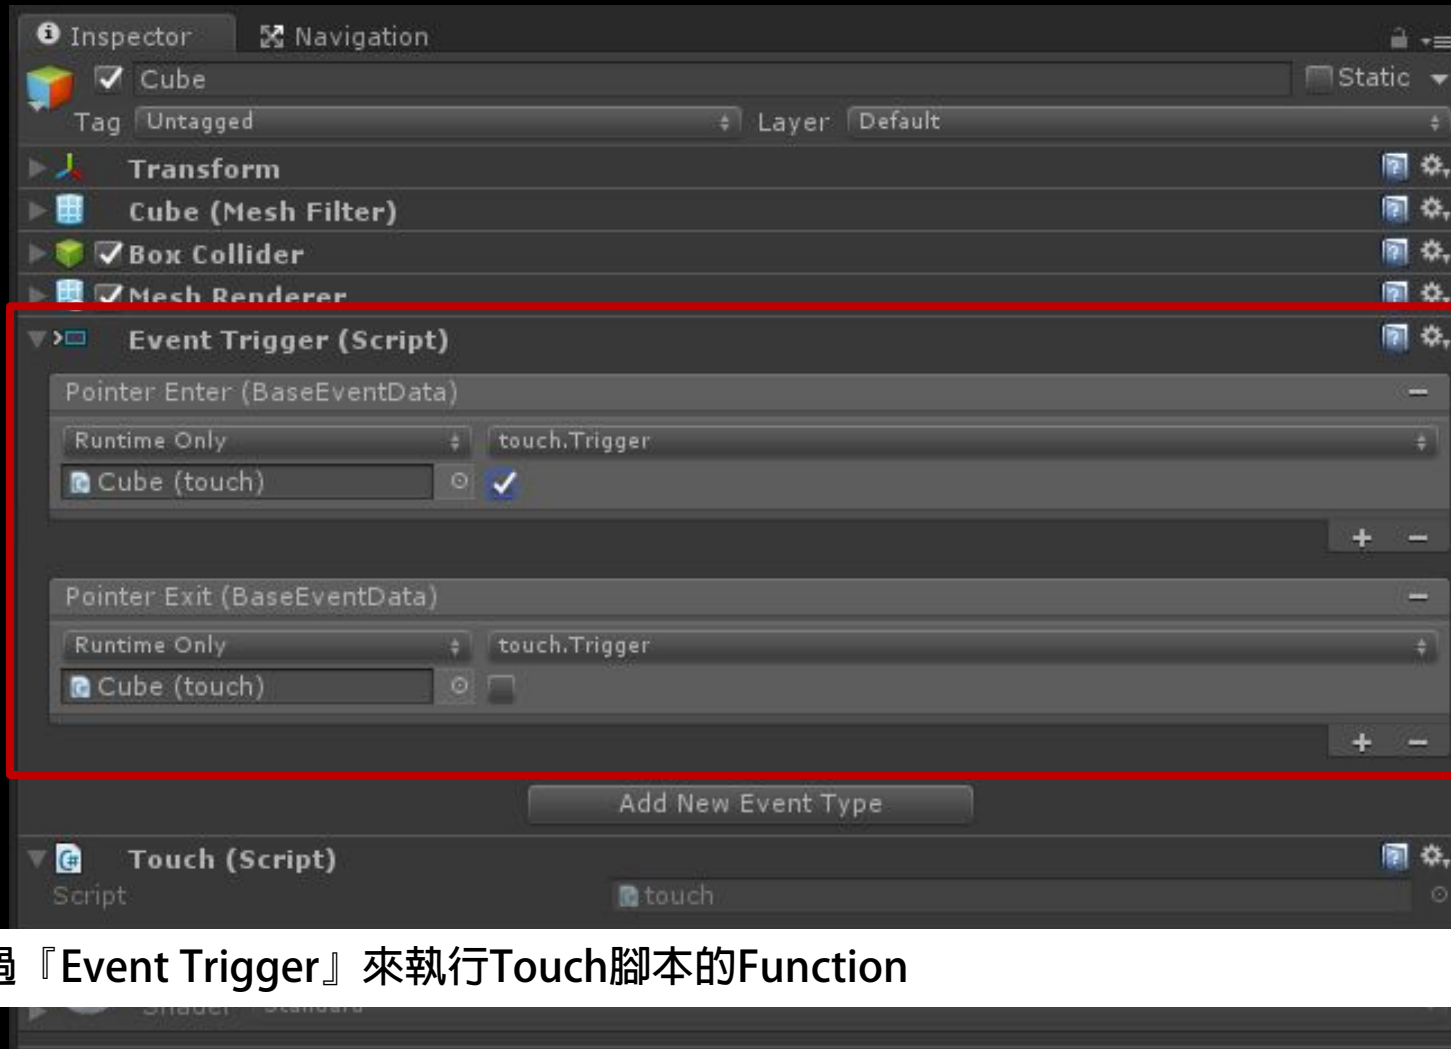 Inspector Navigation
Cube Static
Tag Untagged Layer Default
Transform
Cube (Mesh Filter)
Box Collider
Mesh Renderer
Event Trigger (Script)
Pointer Enter (BaseEventData)
Runtime Only touch.Trigger
Cube (touch)
Pointer Exit (BaseEventData)
Runtime Only touch.Trigger
Cube (touch)
Add New Event Type
Touch (Script)
Script touch
過『Event Trigger』來執行Touch腳本的Function
Shader Standard